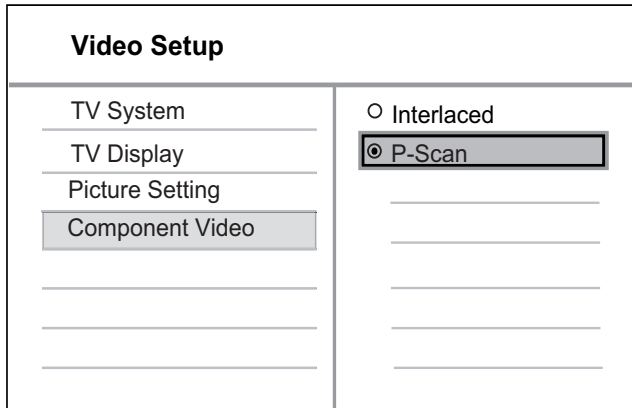 Video Setup
TV System
TV Display
Picture Setting
Component Video
Interlaced
P-Scan